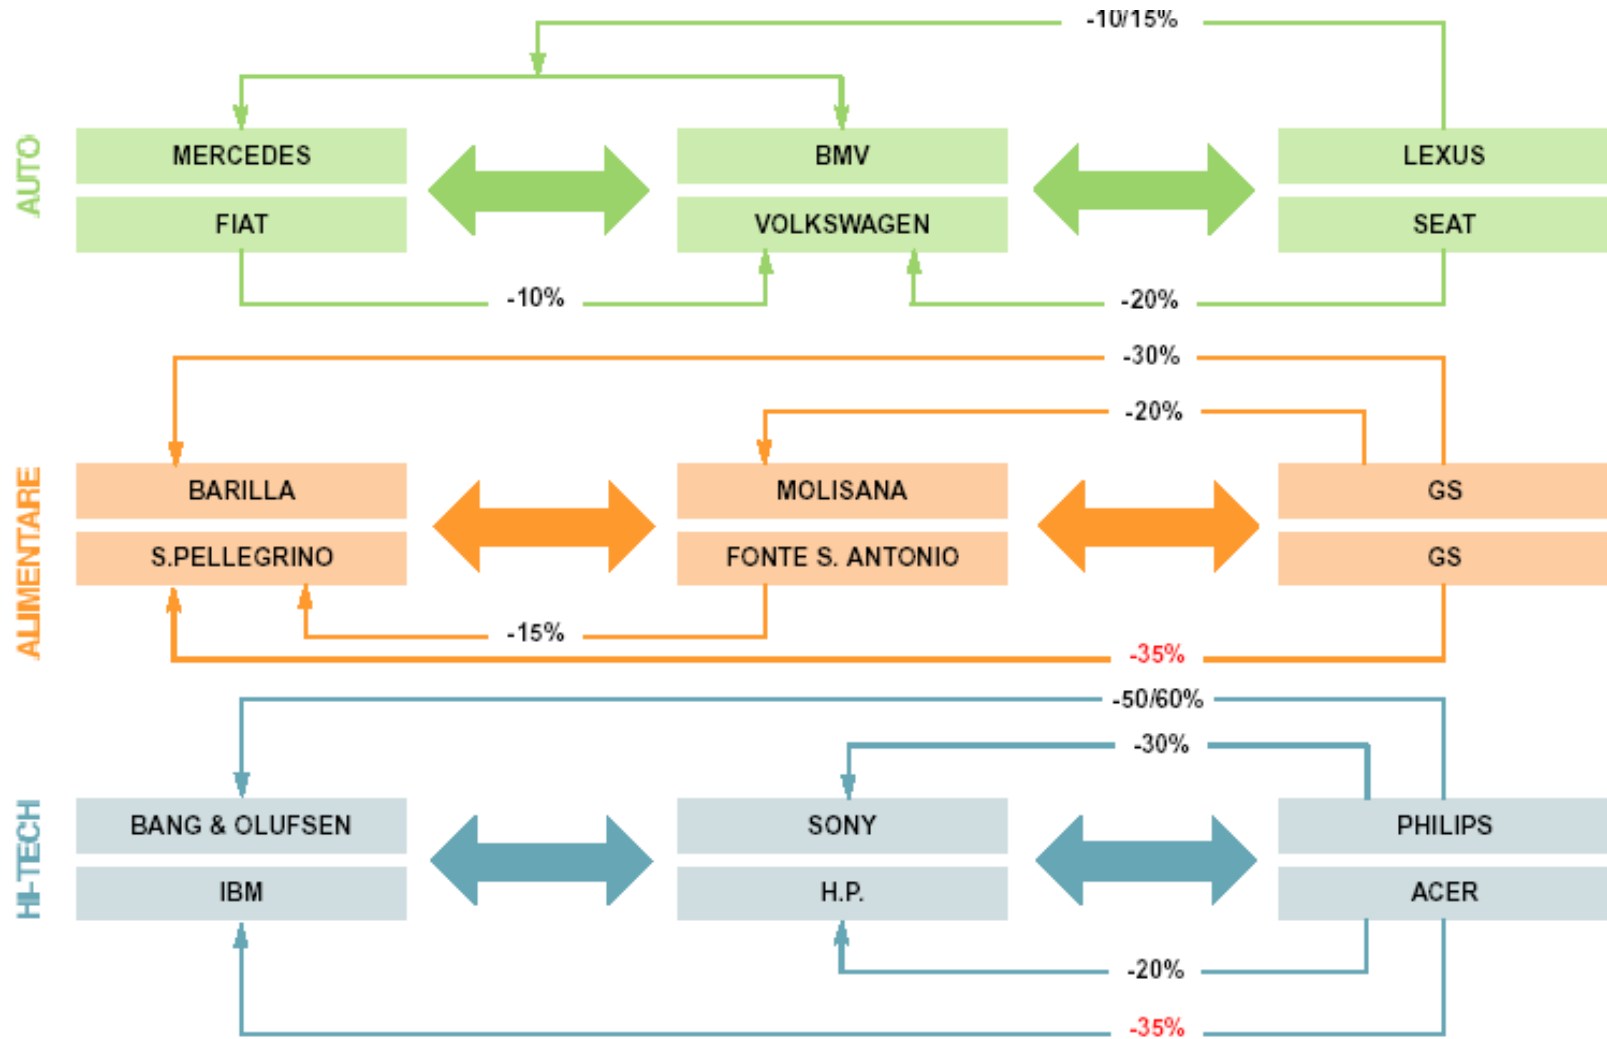 -10/15%
AUTO
MERCEDES
BMV
LEXUS
FIAT
VOLKSWAGEN
SEAT
-10%
-20%
-30%
-20%
ALIMENTARE
BARILLA
MOLISANA
GS
S.PELLEGRINO
FONTE S. ANTONIO
GS
-15%
-35%
-50/60%
-30%
HI-TECH
BANG & OLUFSEN
SONY
PHILIPS
IBM
H.P.
ACER
-20%
-35%